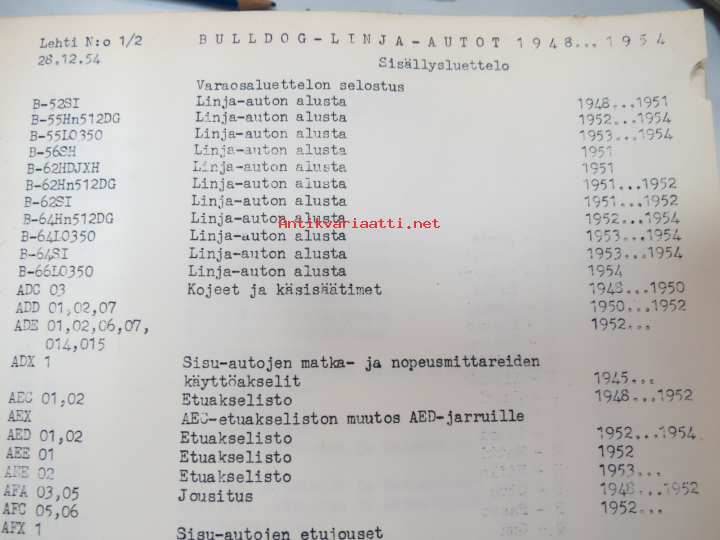 Lehti N:o 1/2 BULLDOG-LINJA-AUTOT 1948...1954
28.12.54 Sisällysluettelo
Varaosaluettelon selostus
B-52SI Linja-auton alusta 1948...1951
B-55Hn512DG Linja-auton alusta 1952...1954
B-55LO350 Linja-auton alusta 1953...1954
B-56SH Linja-auton alusta 1951
B-62HDJXH Linja-auton alusta 1951
B-62Hn512DG Linja-auton alusta 1951...1952
B-62SI Linja-auton alusta 1951...1952
B-64Hn512DG Linja-auton alusta 1952...1954
Antikvariaatti.net
B-64LO350 Linja-auton alusta 1953...1954
B-64SI Linja-auton alusta 1953...1954
B-66LO350 Linja-auton alusta 1954
ADC 03 Kojeet ja käsisäätimet 1948...1950
ADD 01,02,07 1950...1952
ADE 01,02,06,07, 1952...
014,015
ADX 1 Sisu-autojen matka- ja nopeusmittareiden
käyttöakselit 1945...
AEC 01,02 Etuakselisto 1948...1952
AEX AEC-etuakseliston muutos AED-jarruille
AED 01,02 Etuakselisto 1952...1954
AEE 01 Etuakselisto 1952
AEE 02 Etuakselisto 1953...
AFA 03,05 Jousitus 1948...1952
AFC 05,06 1952...
AFX 1 Sisu-autojen etujouset